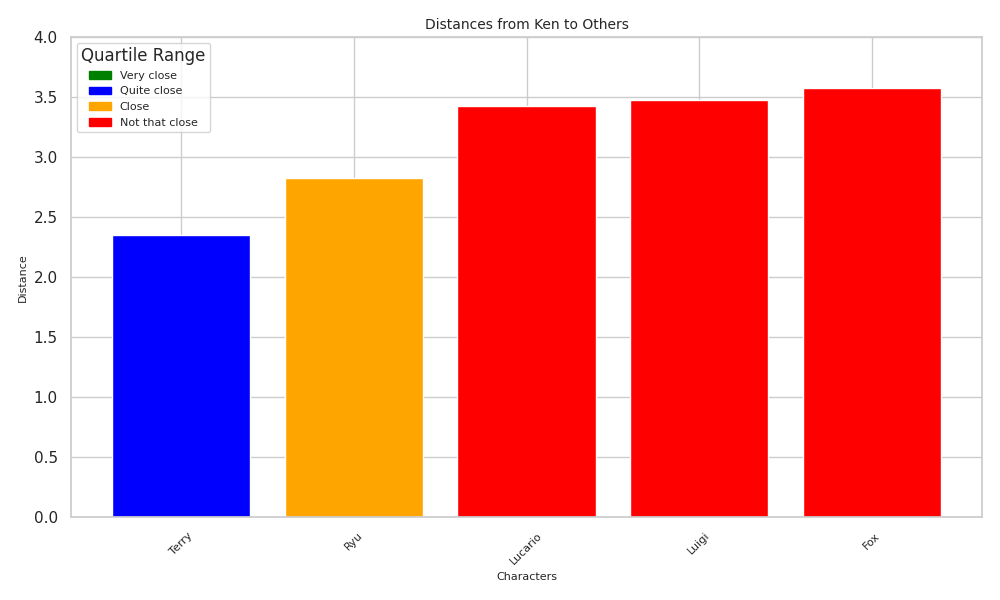 Distances from Ken to Others
Quartile Range
Very close
Quite close
Close
Not that close
4.0
3.5
3.0
2.5
2.0
1.5
1.0
0.5
0.0
Distance
Terry
Ryu
Lucario
Luigi
Fox
Characters